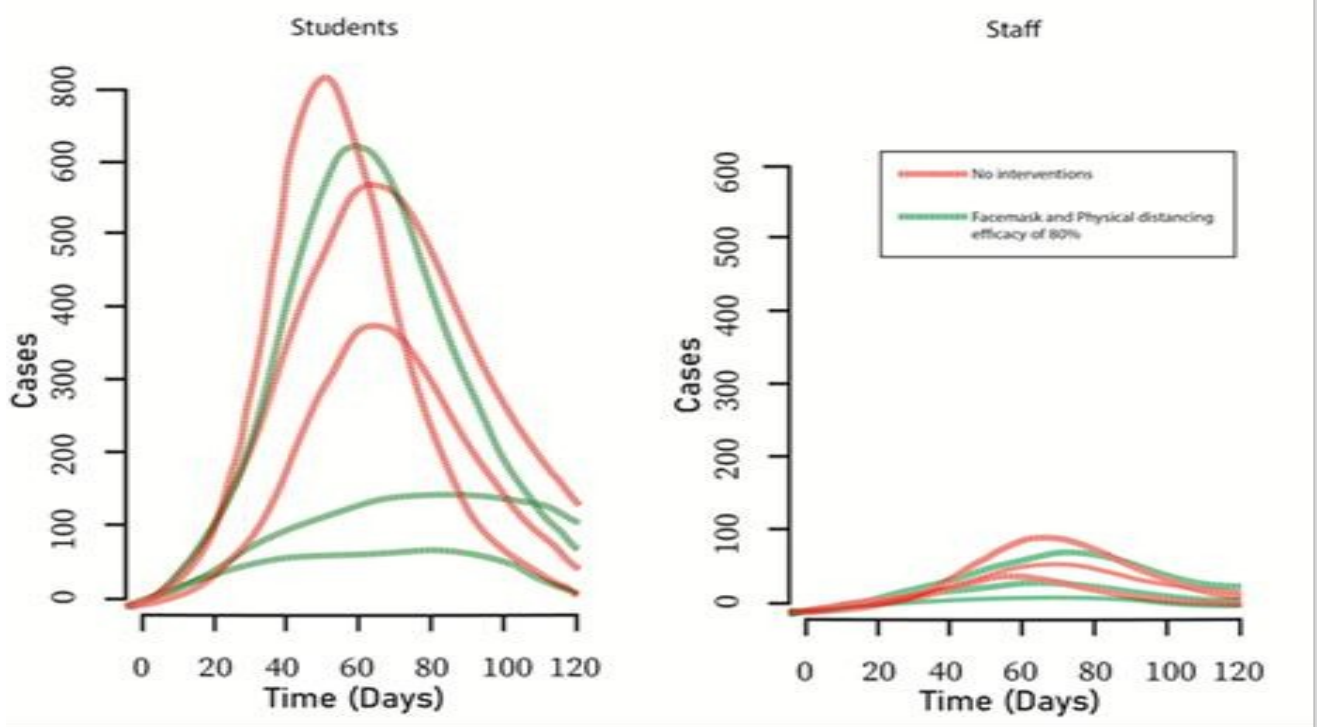 Students
Staff
Cases
800
600
500
400
300
200
100
0
0 20 40 60 80 100 120
Time (Days)
Cases
600
500
400
300
200
100
0
0 20 40 60 80 100 120
Time (Days)
No interventions
Facemask and Physical distancing
efficacy of 80%